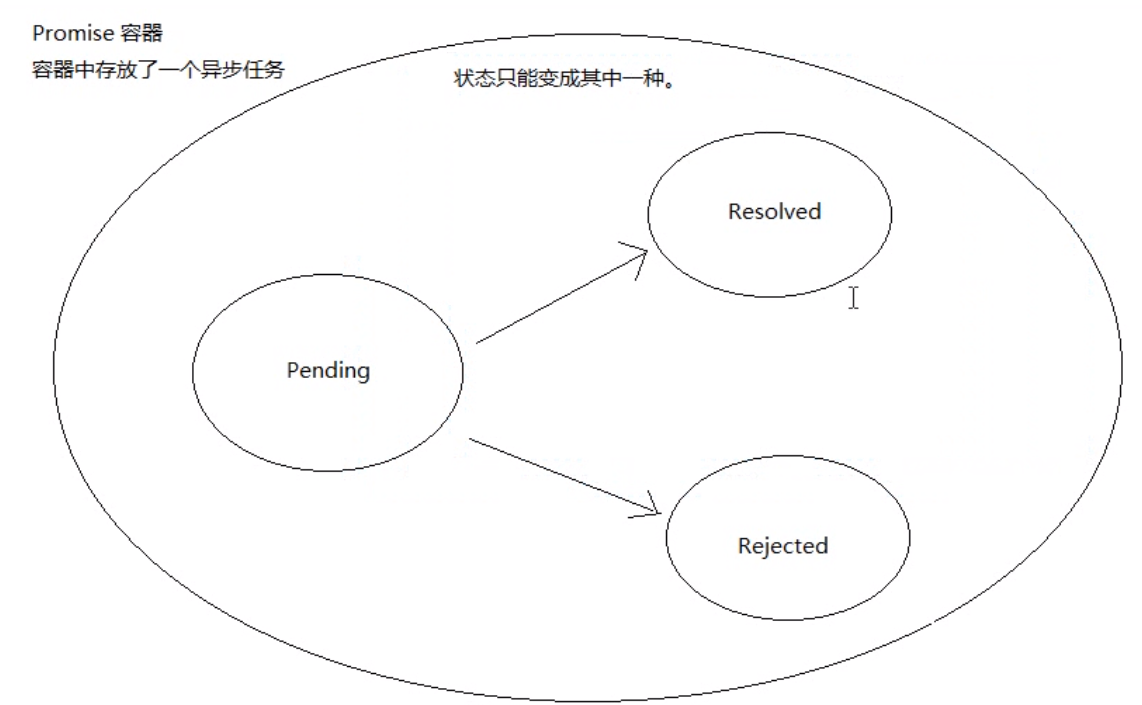 Promise 容器
容器中存放了一个异步任务
状态只能变成其中一种。
Resolved
Pending
Rejected